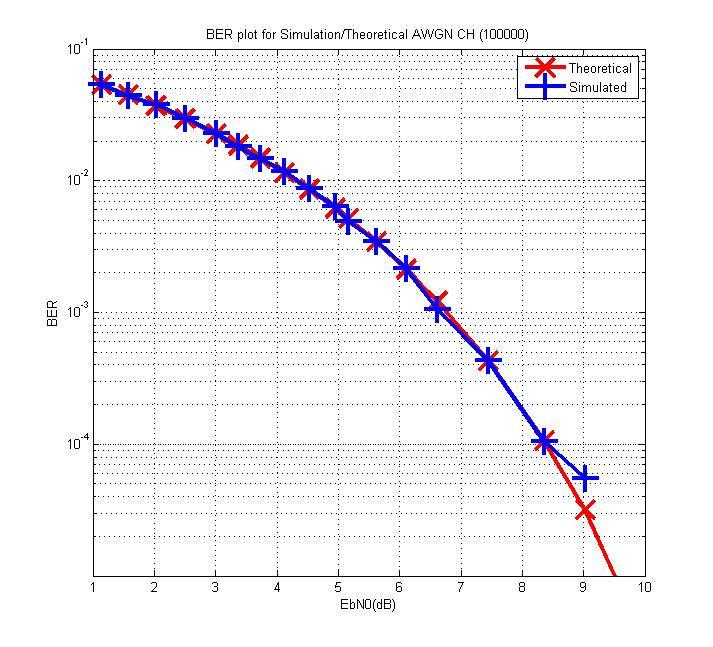 BER plot for Simulation/Theoretical AWGN CH (100000)
10^-1
Theoretical
Simulated
10^-2
BER
10^-3
10^-4
1 2 3 4 5 6 7 8 9 10
EbN0(dB)